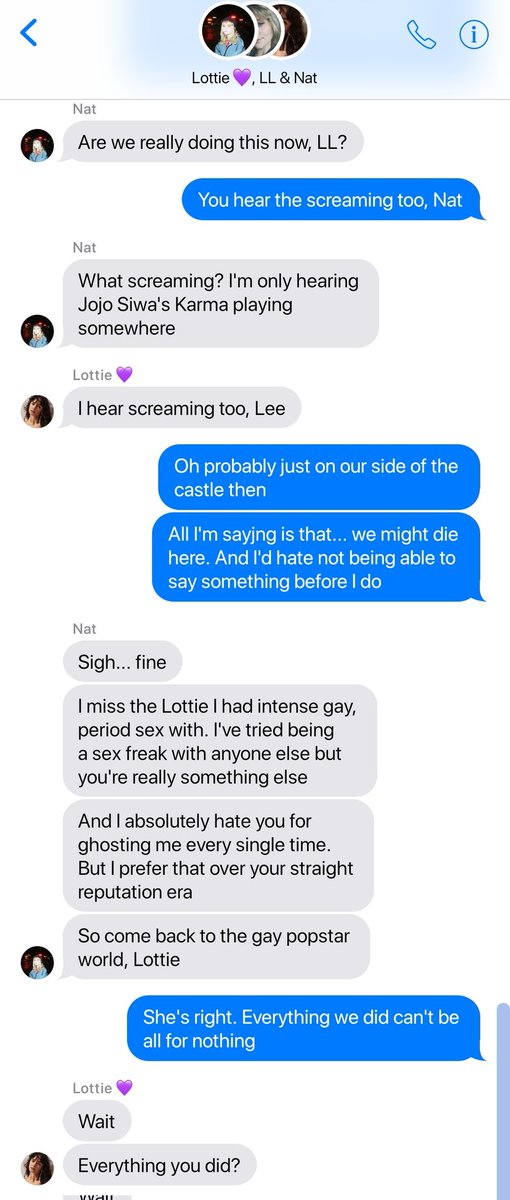 Lottie 💜, LL & Nat
Nat
Are we really doing this now, LL?
You hear the screaming too, Nat
Nat
What screaming? I'm only hearing
Jojo Siwa's Karma playing
somewhere
Lottie 💜
I hear screaming too, Lee
Oh probably just on our side of the
castle then
All I'm sayjng is that... we might die
here. And I'd hate not being able to
say something before I do
Nat
Sigh... fine
I miss the Lottie I had intense gay,
period sex with. I've tried being
a sex freak with anyone else but
you're really something else
And I absolutely hate you for
ghosting me every single time.
But I prefer that over your straight
reputation era
So come back to the gay popstar
world, Lottie
She's right. Everything we did can't be
all for nothing
Lottie 💜
Wait
Everything you did?